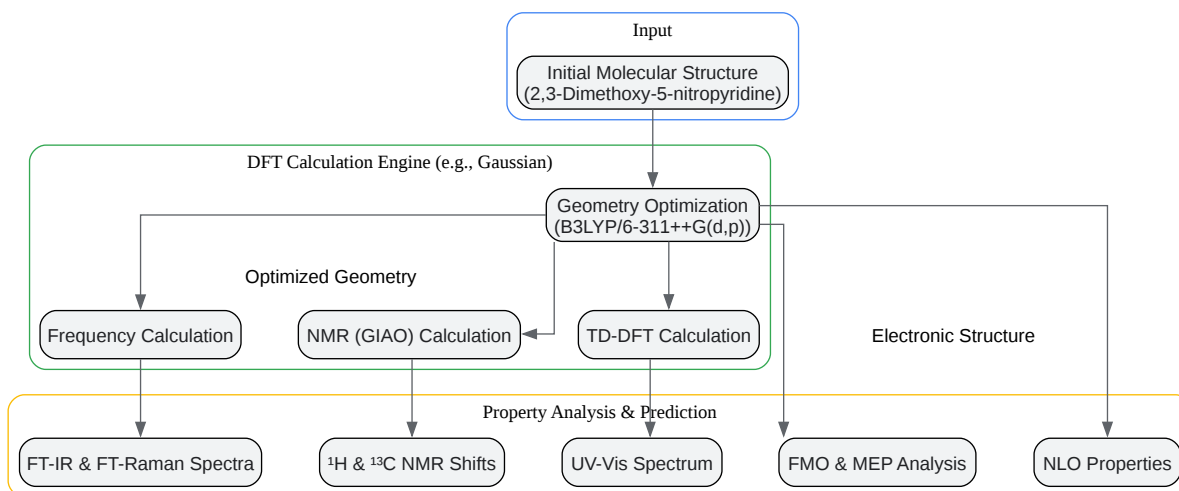 Input
Initial Molecular Structure
(2,3-Dimethoxy-5-nitropyridine)
DFT Calculation Engine (e.g., Gaussian)
Geometry Optimization
(B3LYP/6-311++G(d,p))
Optimized Geometry
Frequency Calculation
NMR (GIAO) Calculation
TD-DFT Calculation
Electronic Structure
Property Analysis & Prediction
FT-IR & FT-Raman Spectra
¹H & ¹³C NMR Shifts
UV-Vis Spectrum
FMO & MEP Analysis
NLO Properties